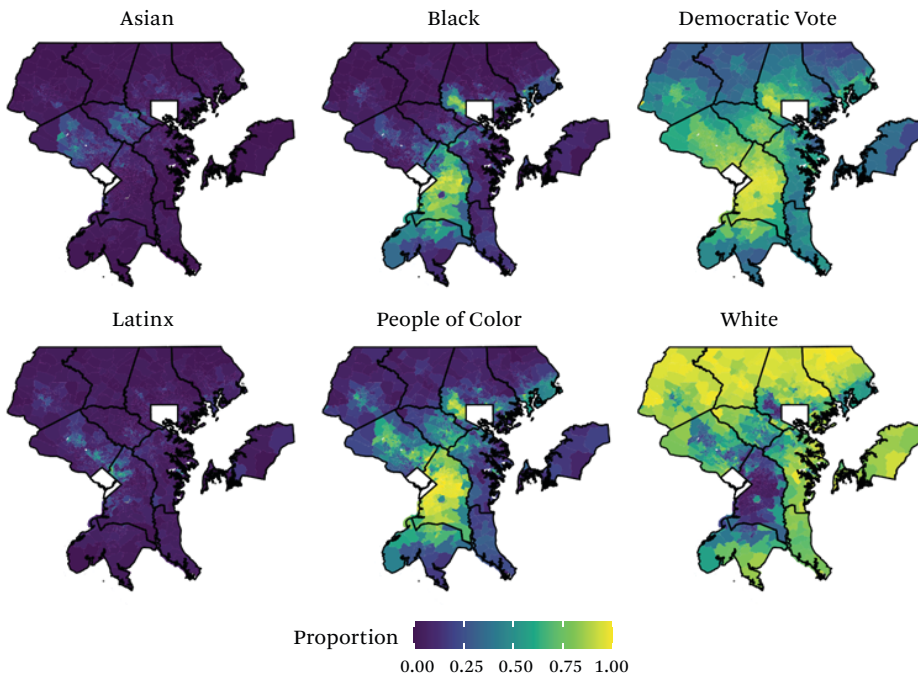 Asian Black Democratic Vote
Latinx People of Color White
Proportion
0.00 0.25 0.50 0.75 1.00